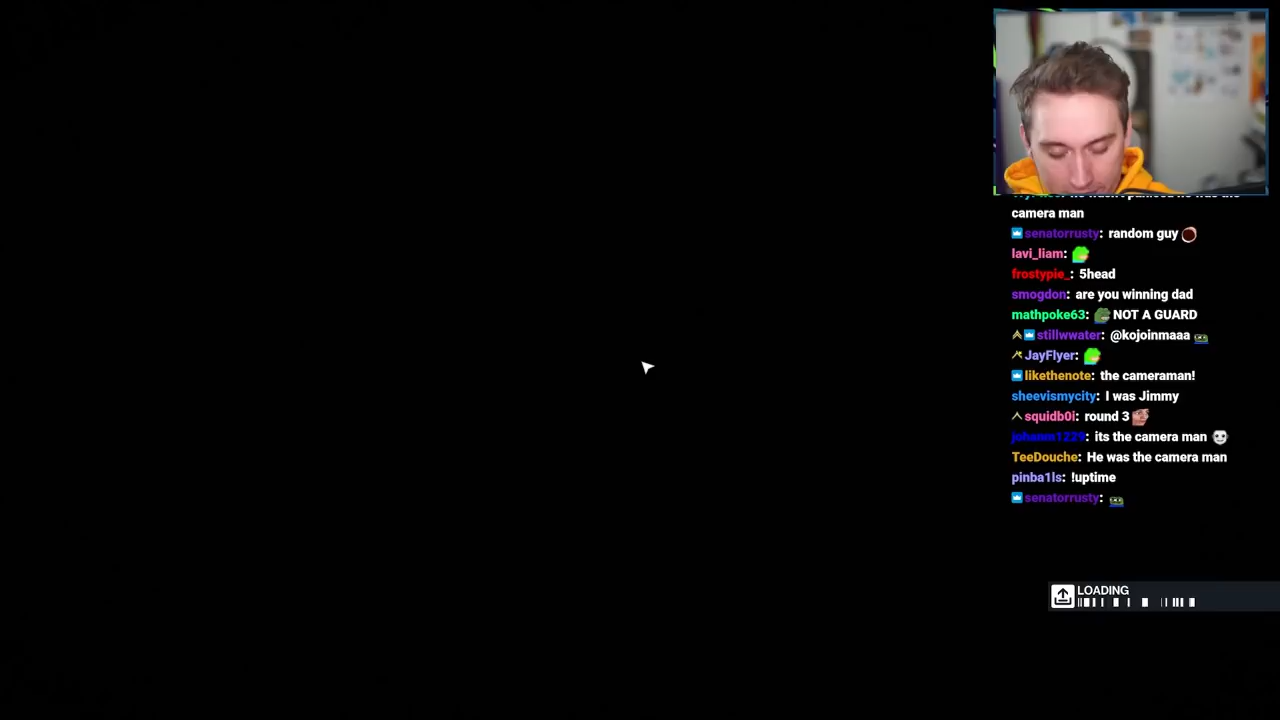 camera man
senatorrusty: random guy
lavi_liam:
frostypie_: 5head
smogdon: are you winning dad
mathpoke63: NOT A GUARD
stillwwater: @kojoinmaaa
JayFlyer:
likethenote: the cameraman!
sheevismycity: I was Jimmy
squidb0i: round 3
johanm1229: its the camera man
TeeDouche: He was the camera man
pinba1ls: !uptime
senatorrusty:
LOADING